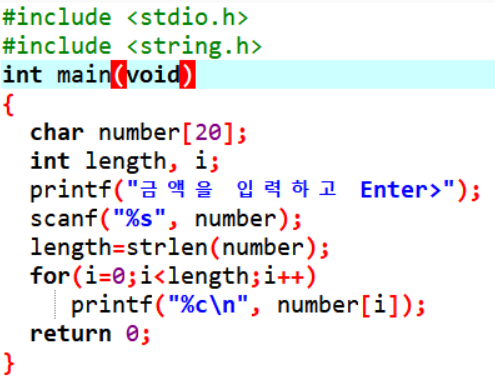 #include <stdio.h>
#include <string.h>
int main(void)
{
  char number[20];
  int length, i;
  printf("금액을 입력하고 Enter>");
  scanf("%s", number);
  length=strlen(number);
  for(i=0;i<length;i++)
     printf("%c\n", number[i]);
  return 0;
}